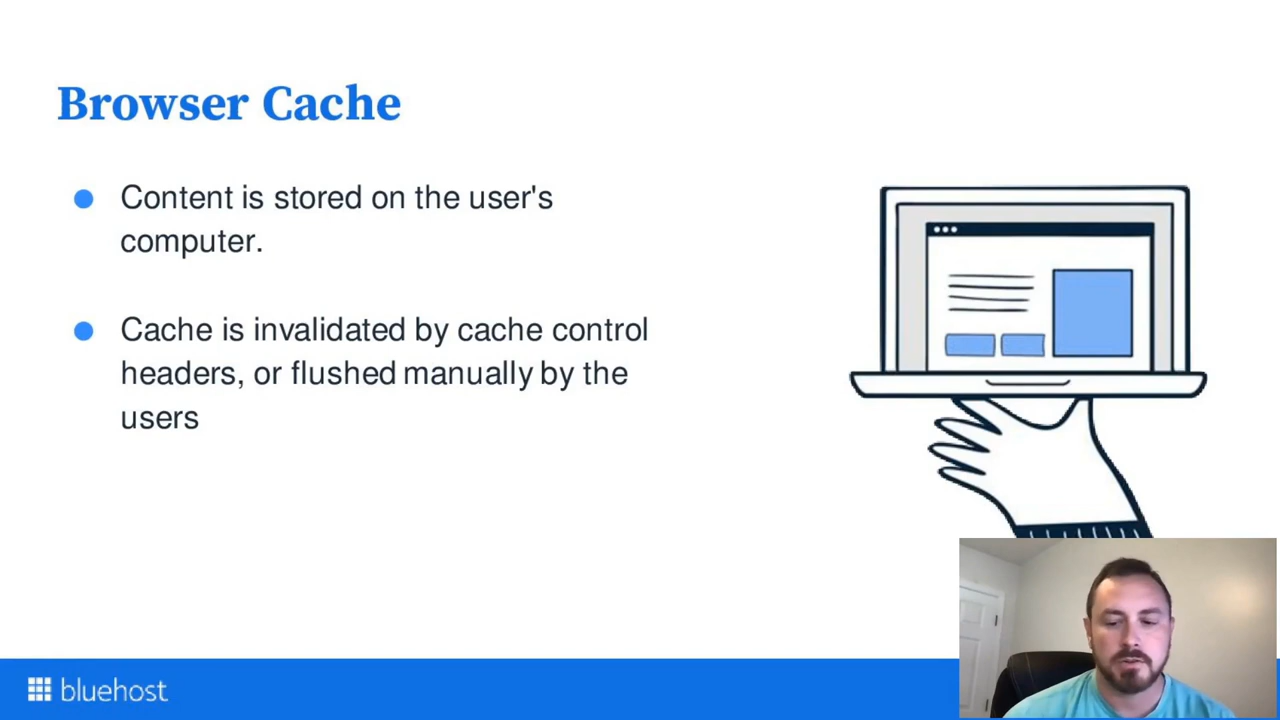 Browser Cache
Content is stored on the user's
computer.
Cache is invalidated by cache control
headers, or flushed manually by the
users
bluehost